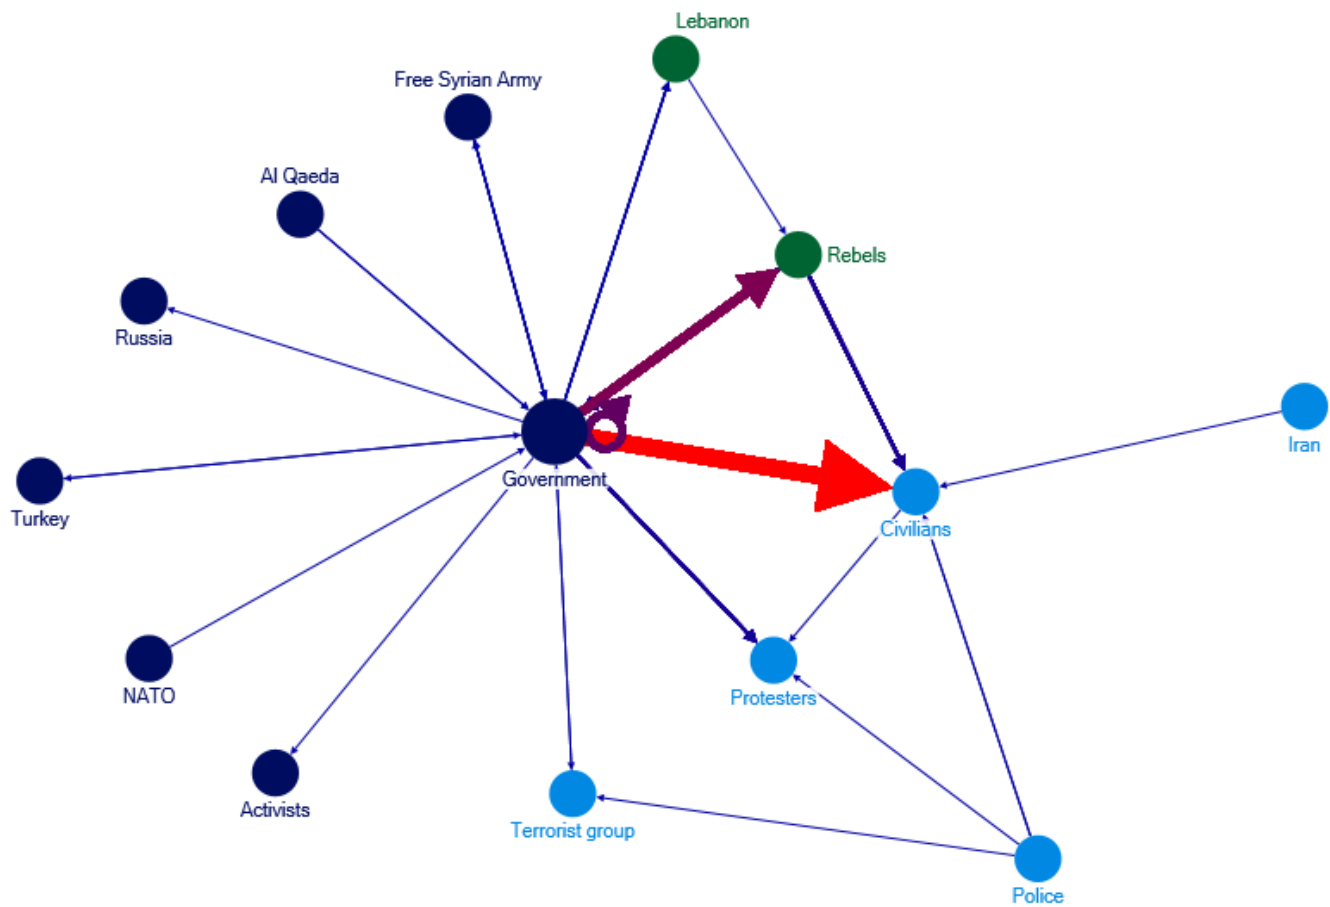 Lebanon
Free Syrian Army
Al Qaeda
Rebels
Russia
Iran
Government
Turkey
Civilians
NATO
Protesters
Activists
Terrorist group
Police